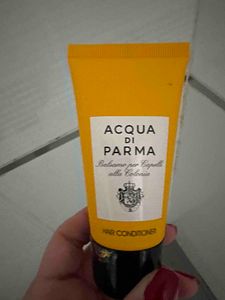 ACQUA
DI
PARMA
Balsamo per Capelli
alla Colonia
HAIR CONDITIONER